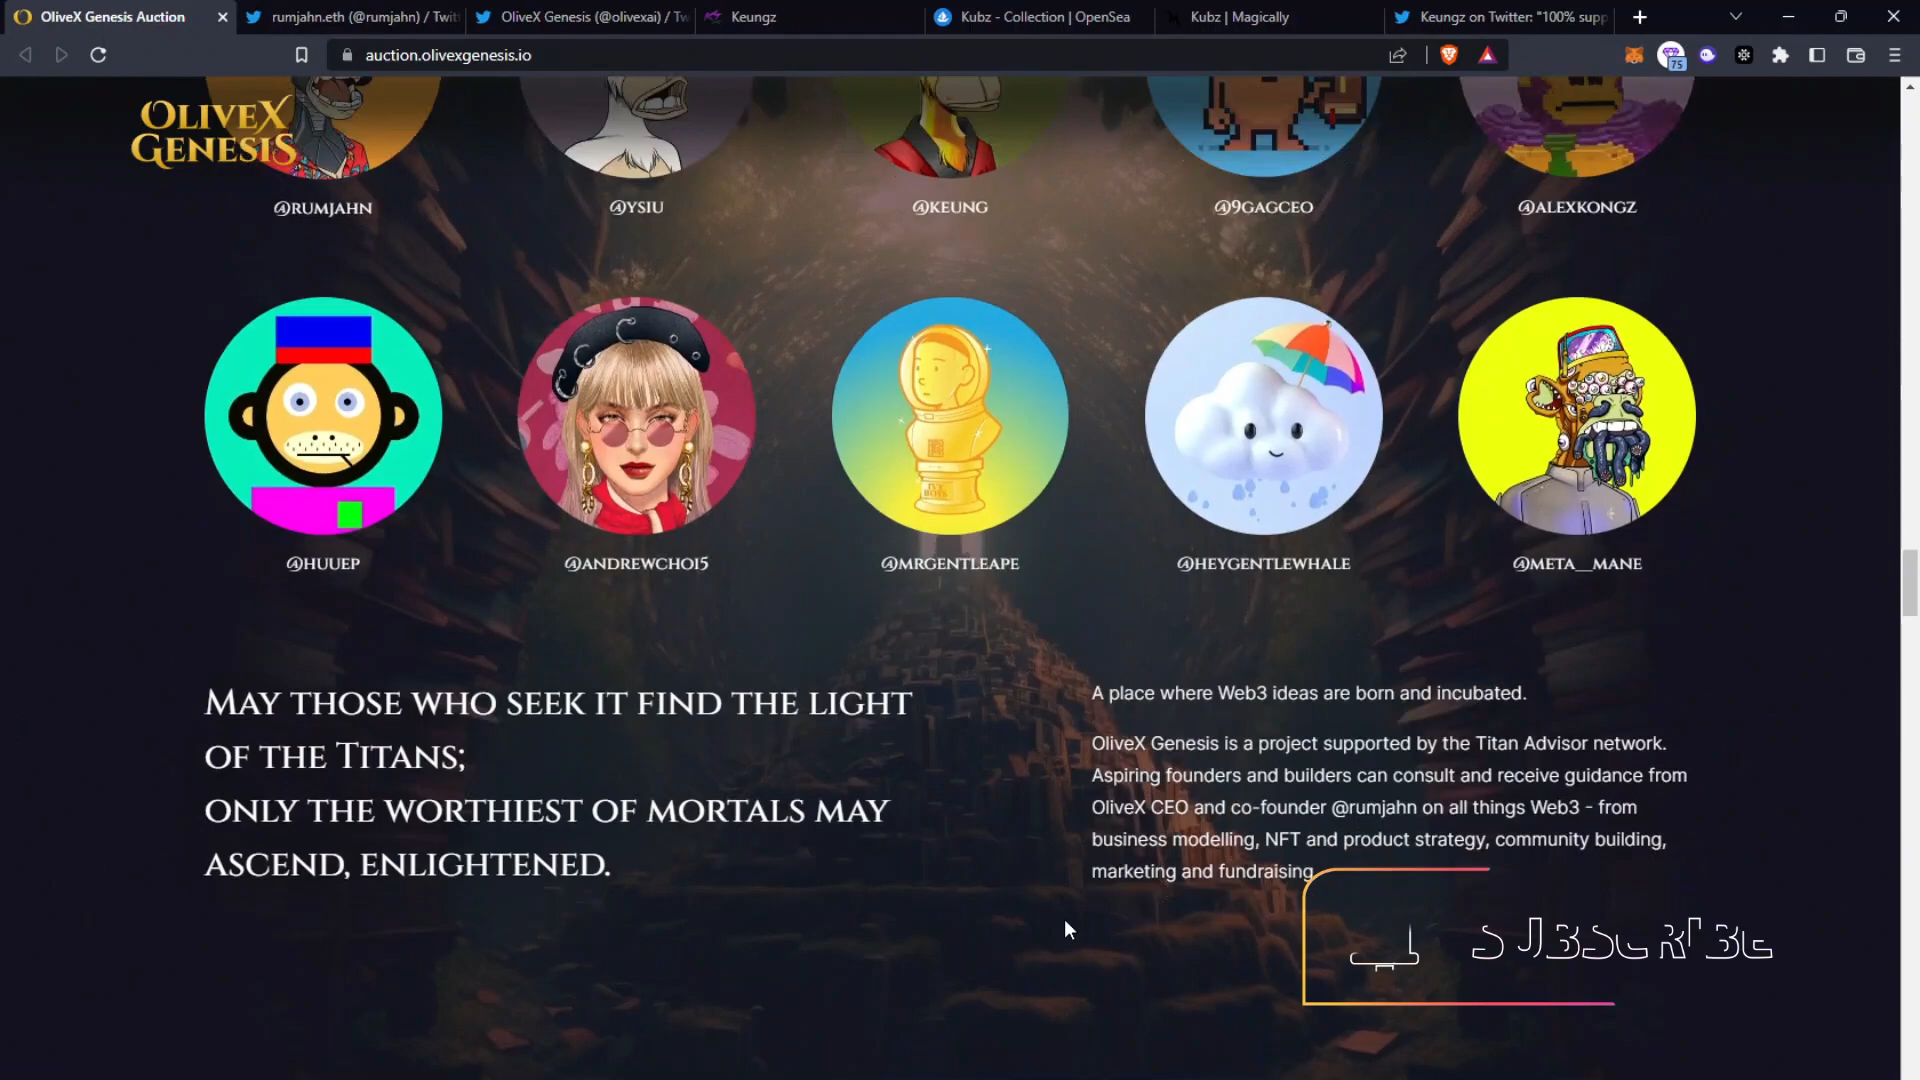 OliveX Genesis Auction
rumjahn.eth (@rumjahn) / Twit
OliveX Genesis (@olivexai) / Tw
Keungz
Kubz - Collection | OpenSea
Kubz | Magically
Keungz on Twitter: "100% supp
auction.olivexgenesis.io
75
OLIVEX
GENESIS
@RUMJAHN
@YSIU
@KEUNG
@9GAGCEO
@ALEXKONGZ
@HUUEP
@ANDREWCHOI5
@MRGENTLEAPE
@HEYGENTLEWHALE
@META__MANE
MAY THOSE WHO SEEK IT FIND THE LIGHT
OF THE TITANS;
ONLY THE WORTHIEST OF MORTALS MAY
ASCEND, ENLIGHTENED.
A place where Web3 ideas are born and incubated.
OliveX Genesis is a project supported by the Titan Advisor network.
Aspiring founders and builders can consult and receive guidance from
OliveX CEO and co-founder @rumjahn on all things Web3 - from
business modelling, NFT and product strategy, community building,
marketing and fundraising.
SUBSCRIBE